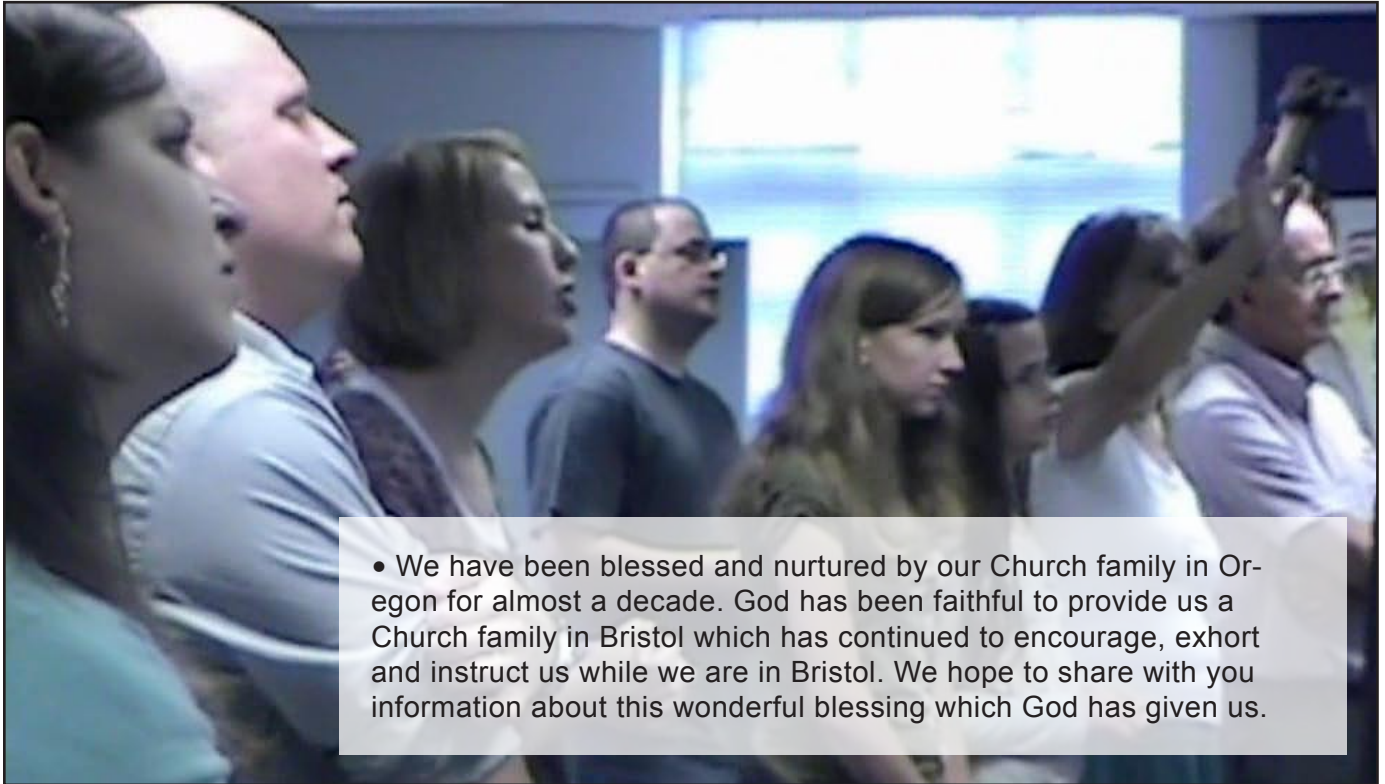 • We have been blessed and nurtured by our Church family in Or-
egon for almost a decade. God has been faithful to provide us a
Church family in Bristol which has continued to encourage, exhort
and instruct us while we are in Bristol. We hope to share with you
information about this wonderful blessing which God has given us.